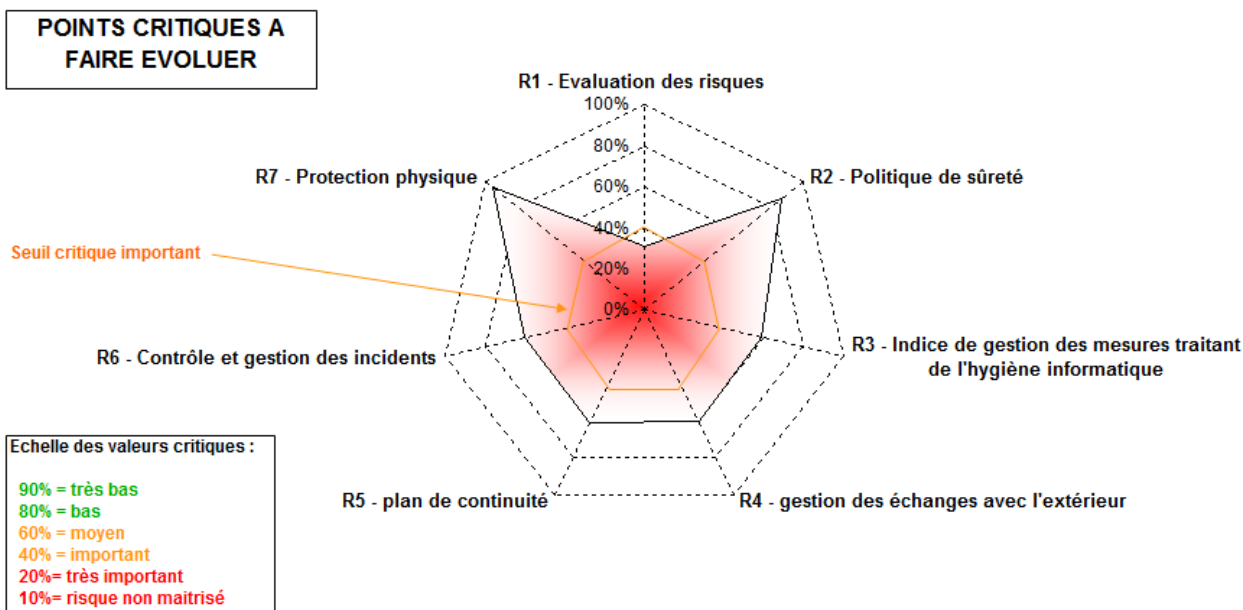 POINTS CRITIQUES A
FAIRE EVOLUER
R1 - Evaluation des risques
100%
80%
60%
40%
20%
0%
R2 - Politique de sûreté
R7 - Protection physique
Seuil critique important
R3 - Indice de gestion des mesures traitant
de l'hygiène informatique
R6 - Contrôle et gestion des incidents
R5 - plan de continuité
R4 - gestion des échanges avec l'extérieur
Echelle des valeurs critiques :
90% = très bas
80% = bas
60% = moyen
40% = important
20%= très important
10%= risque non maitrisé